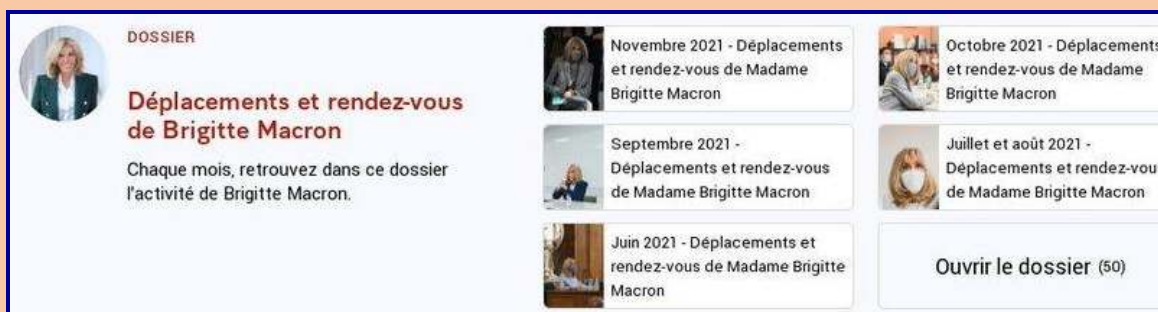 DOSSIER
Déplacements et rendez-vous
de Brigitte Macron
Chaque mois, retrouvez dans ce dossier
l'activité de Brigitte Macron.
Novembre 2021 - Déplacements
et rendez-vous de Madame
Brigitte Macron
Octobre 2021 - Déplacements
et rendez-vous de Madame
Brigitte Macron
Septembre 2021 -
Déplacements et rendez-vous
de Madame Brigitte Macron
Juillet et août 2021 -
Déplacements et rendez-vou
de Madame Brigitte Macron
Juin 2021 - Déplacements et
rendez-vous de Madame Brigitte
Macron
Ouvrir le dossier (50)